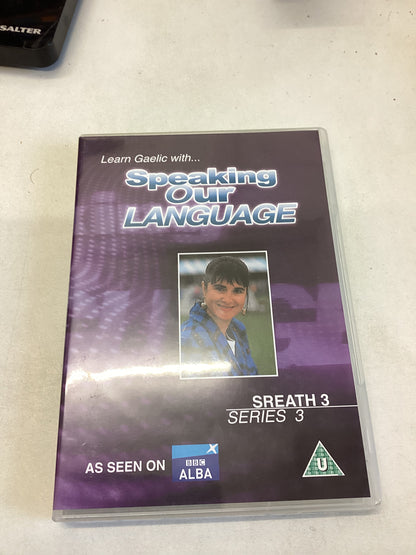 SALTER
Learn Gaelic with...
Speaking
Our
LANGUAGE
SREATH 3
SERIES 3
AS SEEN ON
BBC
ALBA
U